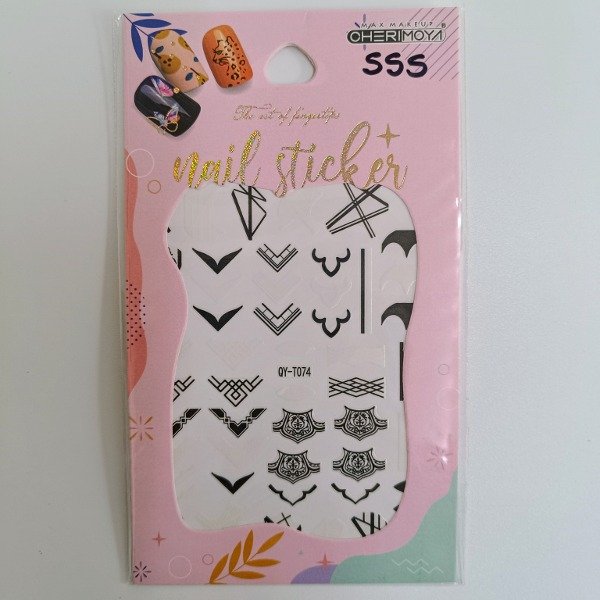 MAX MAKEUP
CHERIMOYA®
SSS
The art of fingertips
nail sticker
QY-T074